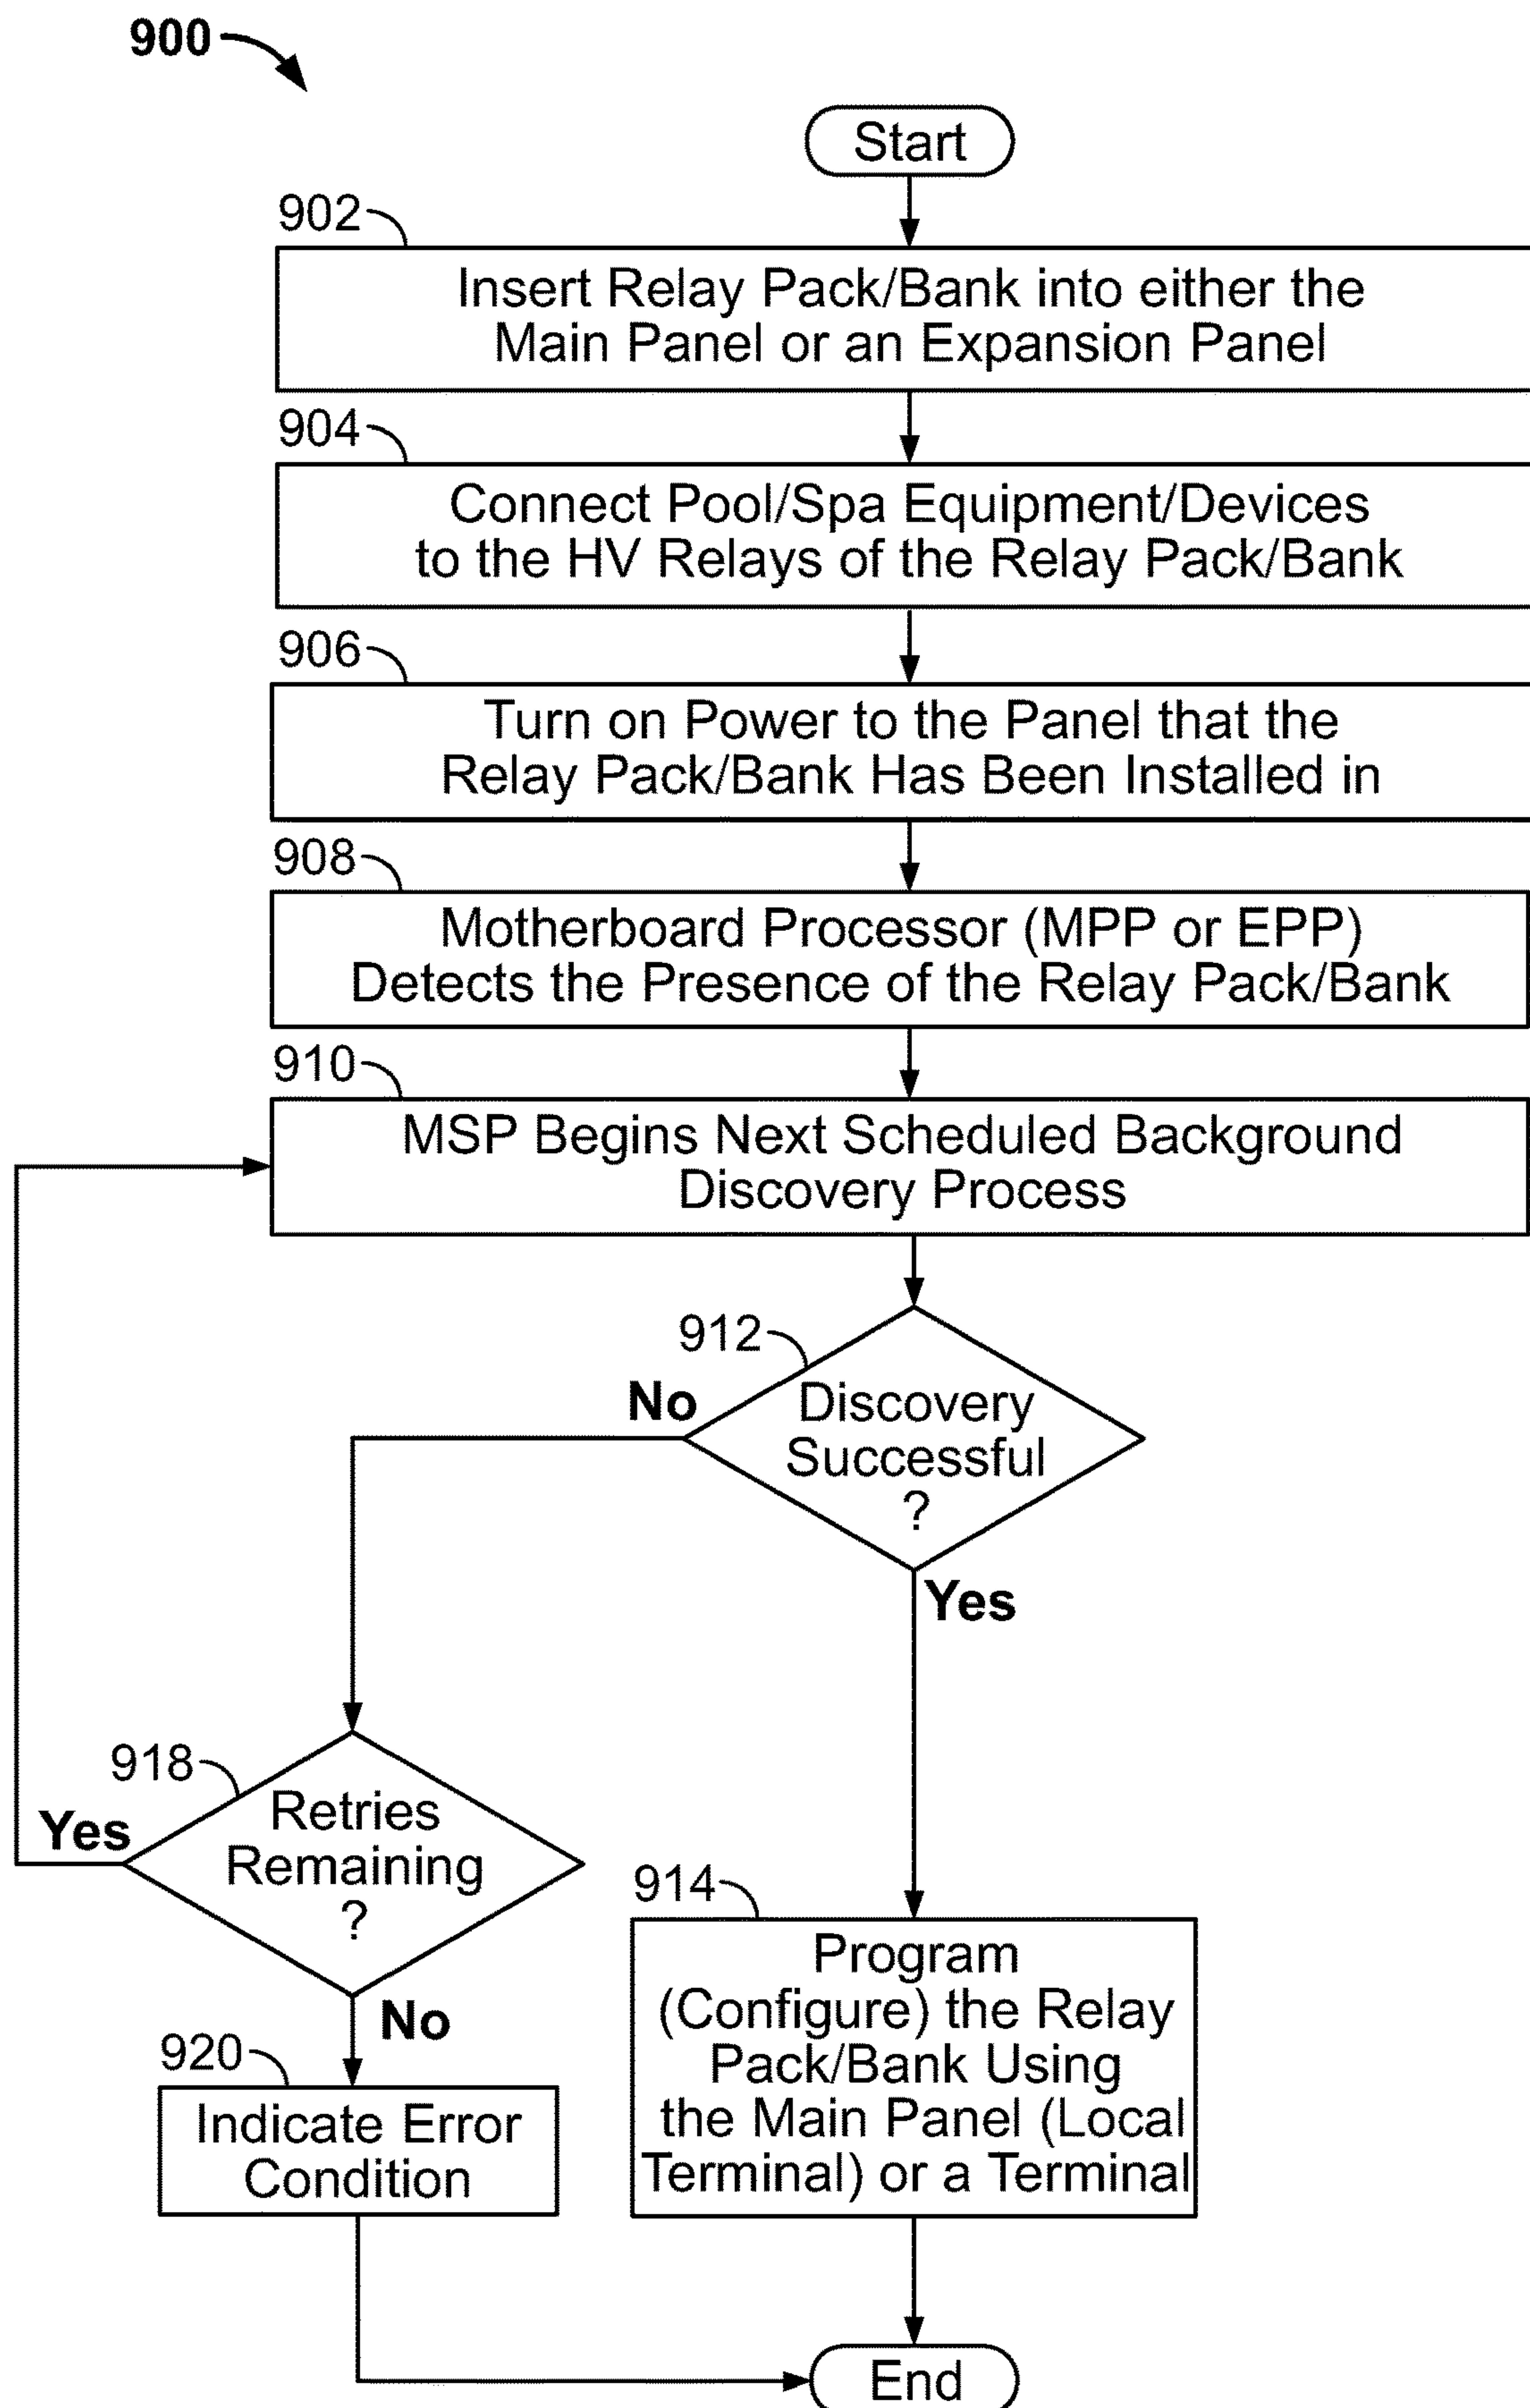 900
Start
902
Insert Relay Pack/Bank into either the
Main Panel or an Expansion Panel
904
Connect Pool/Spa Equipment/Devices
to the HV Relays of the Relay Pack/Bank
906
Turn on Power to the Panel that the
Relay Pack/Bank Has Been Installed in
908
Motherboard Processor (MPP or EPP)
Detects the Presence of the Relay Pack/Bank
910
MSP Begins Next Scheduled Background
Discovery Process
912
No
Discovery
Successful
?
Yes
918
Yes
Retries
Remaining
?
No
914
Program
(Configure) the Relay
Pack/Bank Using
the Main Panel (Local
Terminal) or a Terminal
920
Indicate Error
Condition
End